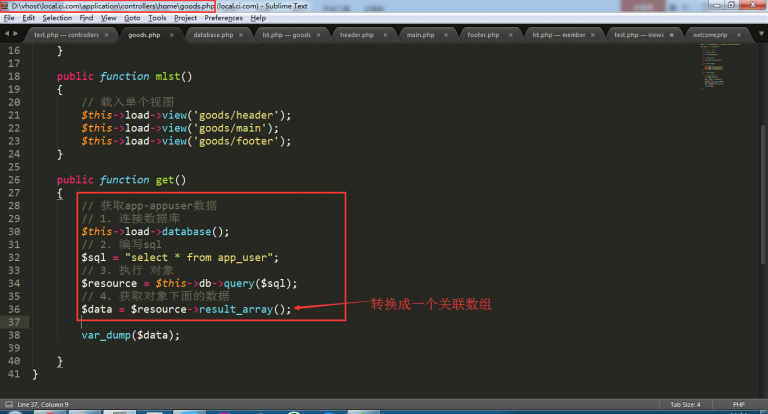 D:\vhost\local.ci.com\application\controllers\home\goods.php (local.ci.com) - Sublime Text
File Edit Selection Find View Goto Tools Project Preferences Help
test.php — controllers goods.php database.php lst.php — goods header.php main.php footer.php lst.php — member test.php — views welcome.php
16 }
17
18 public function mlst()
19 {
20 // 载入单个视图
21 $this->load->view('goods/header');
22 $this->load->view('goods/main');
23 $this->load->view('goods/footer');
24 }
25
26 public function get()
27 {
28 // 获取app-appuser数据
29 // 1. 连接数据库
30 $this->load->database();
31 // 2. 编写sql
32 $sql = "select * from app_user";
33 // 3. 执行 对象
34 $resource = $this->db->query($sql);
35 // 4. 获取对象下面的数据
36 $data = $resource->result_array(); 转换成一个关联数组
37
38 var_dump($data);
39
40 }
41 }
Line 37, Column 9 Tab Size: 4 PHP